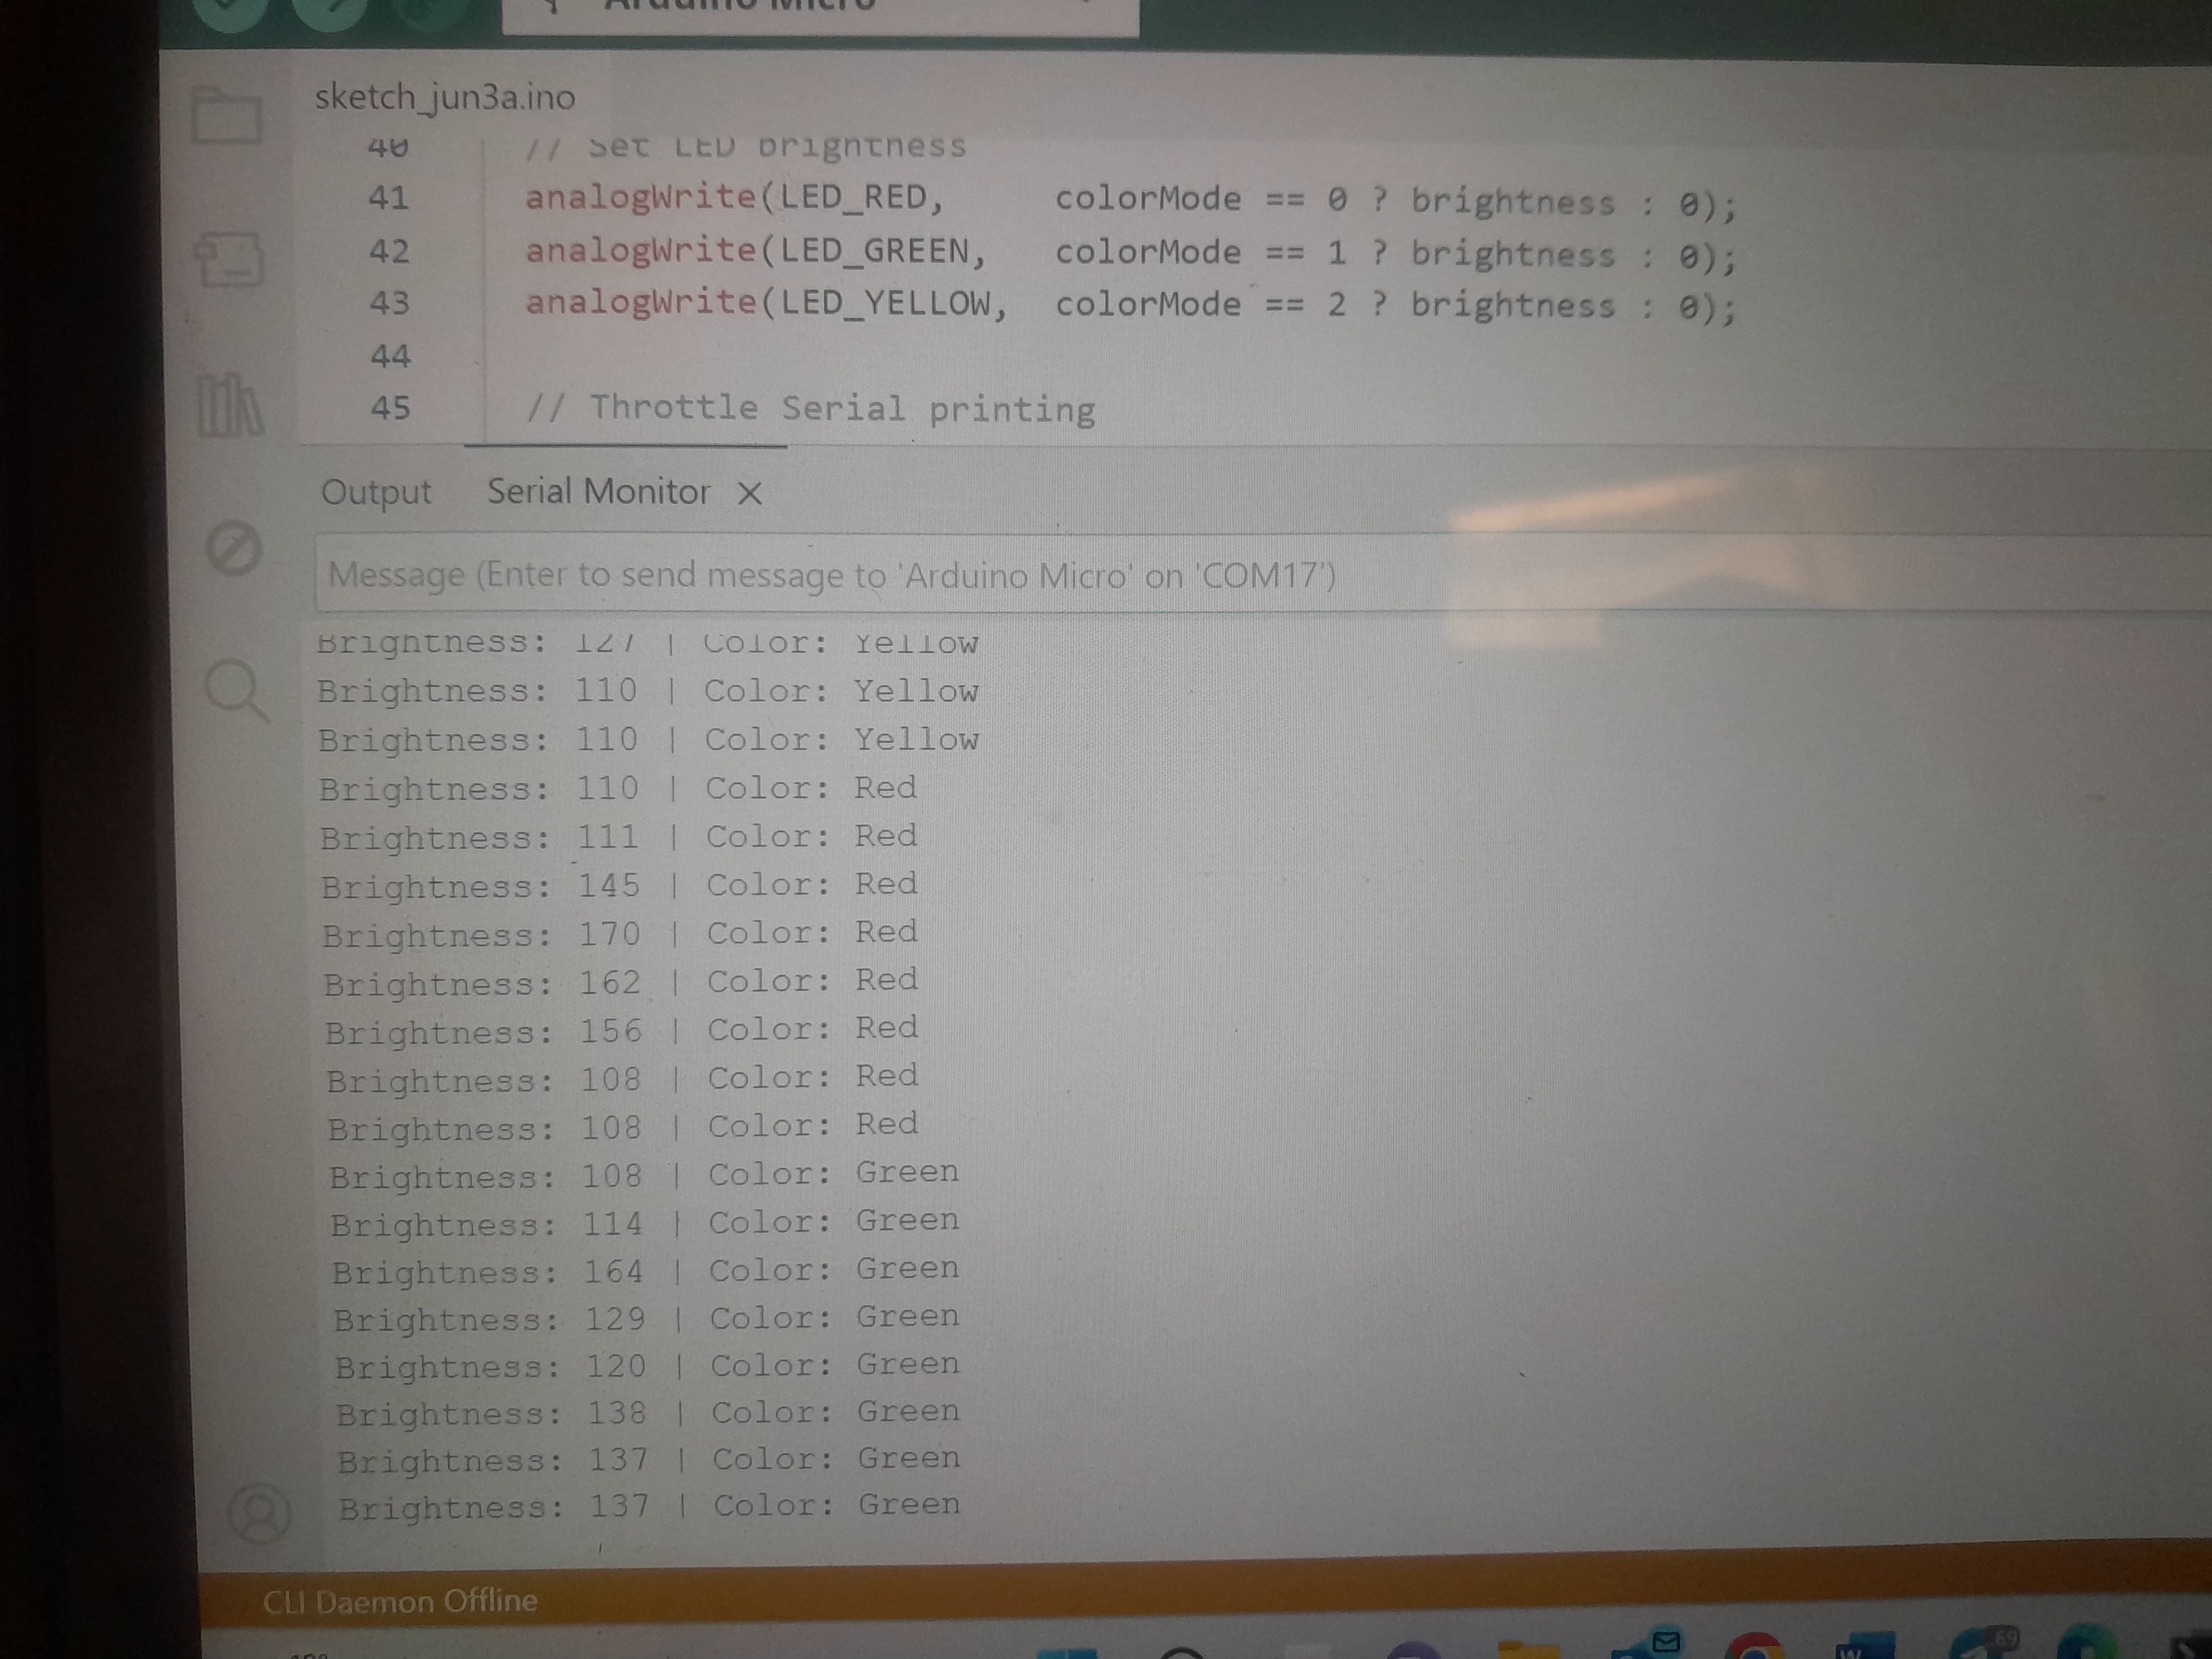 Arduino Micro
sketch_jun3a.ino
40 // Set LED brightness
41 analogWrite(LED_RED, colorMode == 0 ? brightness : 0);
42 analogWrite(LED_GREEN, colorMode == 1 ? brightness : 0);
43 analogWrite(LED_YELLOW, colorMode == 2 ? brightness : 0);
44
45 // Throttle Serial printing
Output Serial Monitor X
Message (Enter to send message to 'Arduino Micro' on 'COM17')
Brightness: 127 | Color: Yellow
Brightness: 110 | Color: Yellow
Brightness: 110 | Color: Yellow
Brightness: 110 | Color: Red
Brightness: 111 | Color: Red
Brightness: 145 | Color: Red
Brightness: 170 | Color: Red
Brightness: 162 | Color: Red
Brightness: 156 | Color: Red
Brightness: 108 | Color: Red
Brightness: 108 | Color: Red
Brightness: 108 | Color: Green
Brightness: 114 | Color: Green
Brightness: 164 | Color: Green
Brightness: 129 | Color: Green
Brightness: 120 | Color: Green
Brightness: 138 | Color: Green
Brightness: 137 | Color: Green
Brightness: 137 | Color: Green
CLI Daemon Offline
69
W